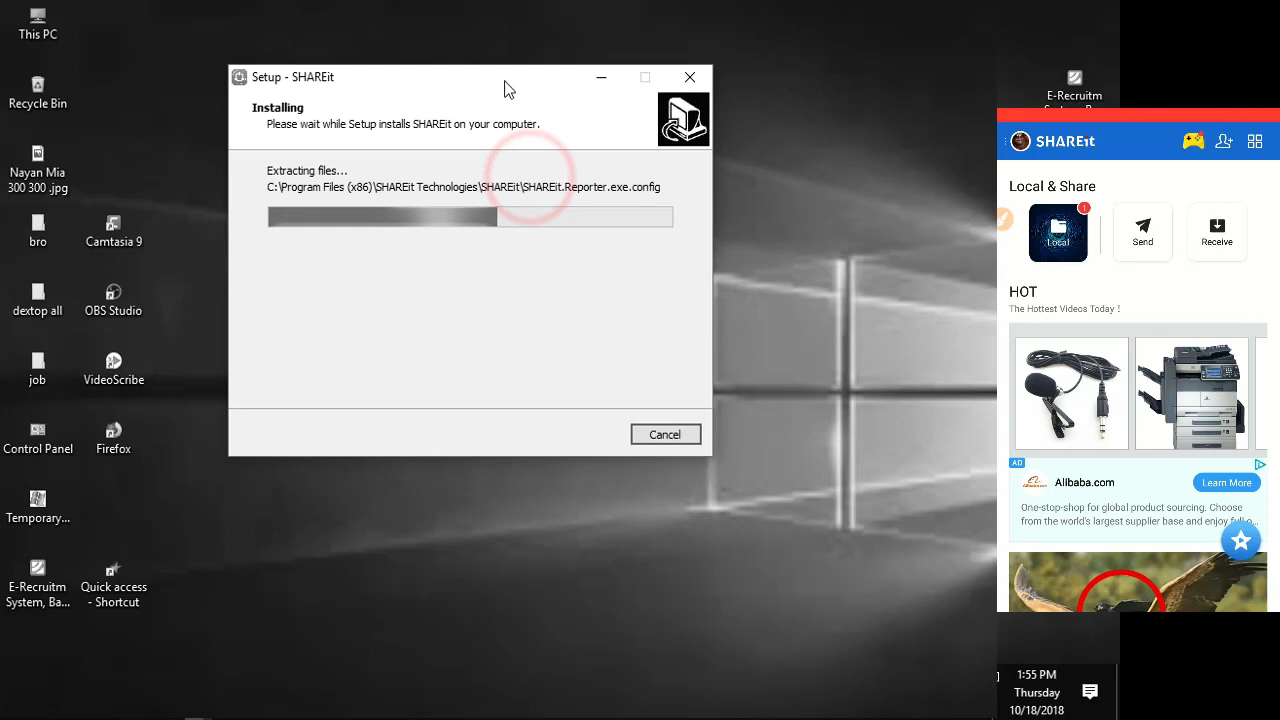 This PC
Recycle Bin
Nayan Mia
300 300 .jpg
bro
Camtasia 9
dextop all
OBS Studio
job
VideoScribe
Control Panel
Firefox
Temporary...
E-Recruitm
System, Ba...
Quick access
- Shortcut
Setup - SHAREit
Installing
Please wait while Setup installs SHAREit on your computer.
Extracting files...
C:\Program Files (x86)\SHAREit Technologies\SHAREit\SHAREit.Reporter.exe.config
Cancel
E-Recruitm
SHAREit
Local & Share
1
Local
Send
Receive
HOT
The Hottest Videos Today !
AD
Alibaba.com
Learn More
One-stop-shop for global product sourcing. Choose
from the world's largest supplier base and enjoy full o...
1:55 PM
Thursday
10/18/2018